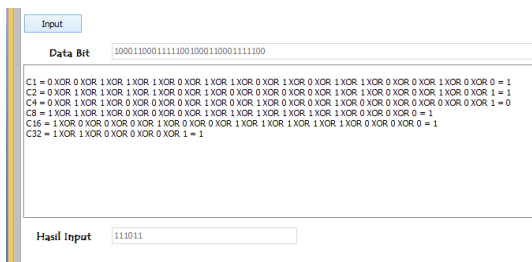 Input
Data Bit 10001100011111001000110001111100
C1 = 0 XOR 0 XOR 1 XOR 1 XOR 1 XOR 0 XOR 1 XOR 1 XOR 0 XOR 1 XOR 0 XOR 0 XOR 1 XOR 1 XOR 0 XOR 0 XOR 1 XOR 0 XOR 0 = 1
C2 = 0 XOR 1 XOR 1 XOR 0 XOR 1 XOR 0 XOR 1 XOR 1 XOR 0 XOR 0 XOR 0 XOR 1 XOR 1 XOR 0 XOR 0 XOR 0 XOR 1 XOR 1 = 1
C4 = 0 XOR 1 XOR 1 XOR 0 XOR 0 XOR 0 XOR 1 XOR 1 XOR 0 XOR 0 XOR 0 XOR 1 XOR 1 XOR 0 XOR 0 XOR 0 XOR 0 XOR 1 = 0
C8 = 1 XOR 1 XOR 1 XOR 0 XOR 0 XOR 0 XOR 1 XOR 1 XOR 1 XOR 1 XOR 1 XOR 0 XOR 0 XOR 0 = 1
C16 = 1 XOR 0 XOR 0 XOR 0 XOR 1 XOR 0 XOR 0 XOR 0 XOR 1 XOR 1 XOR 1 XOR 1 XOR 1 XOR 0 XOR 0 XOR 0 = 1
C32 = 1 XOR 1 XOR 0 XOR 0 XOR 0 XOR 1 = 1
Hasil Input 111011